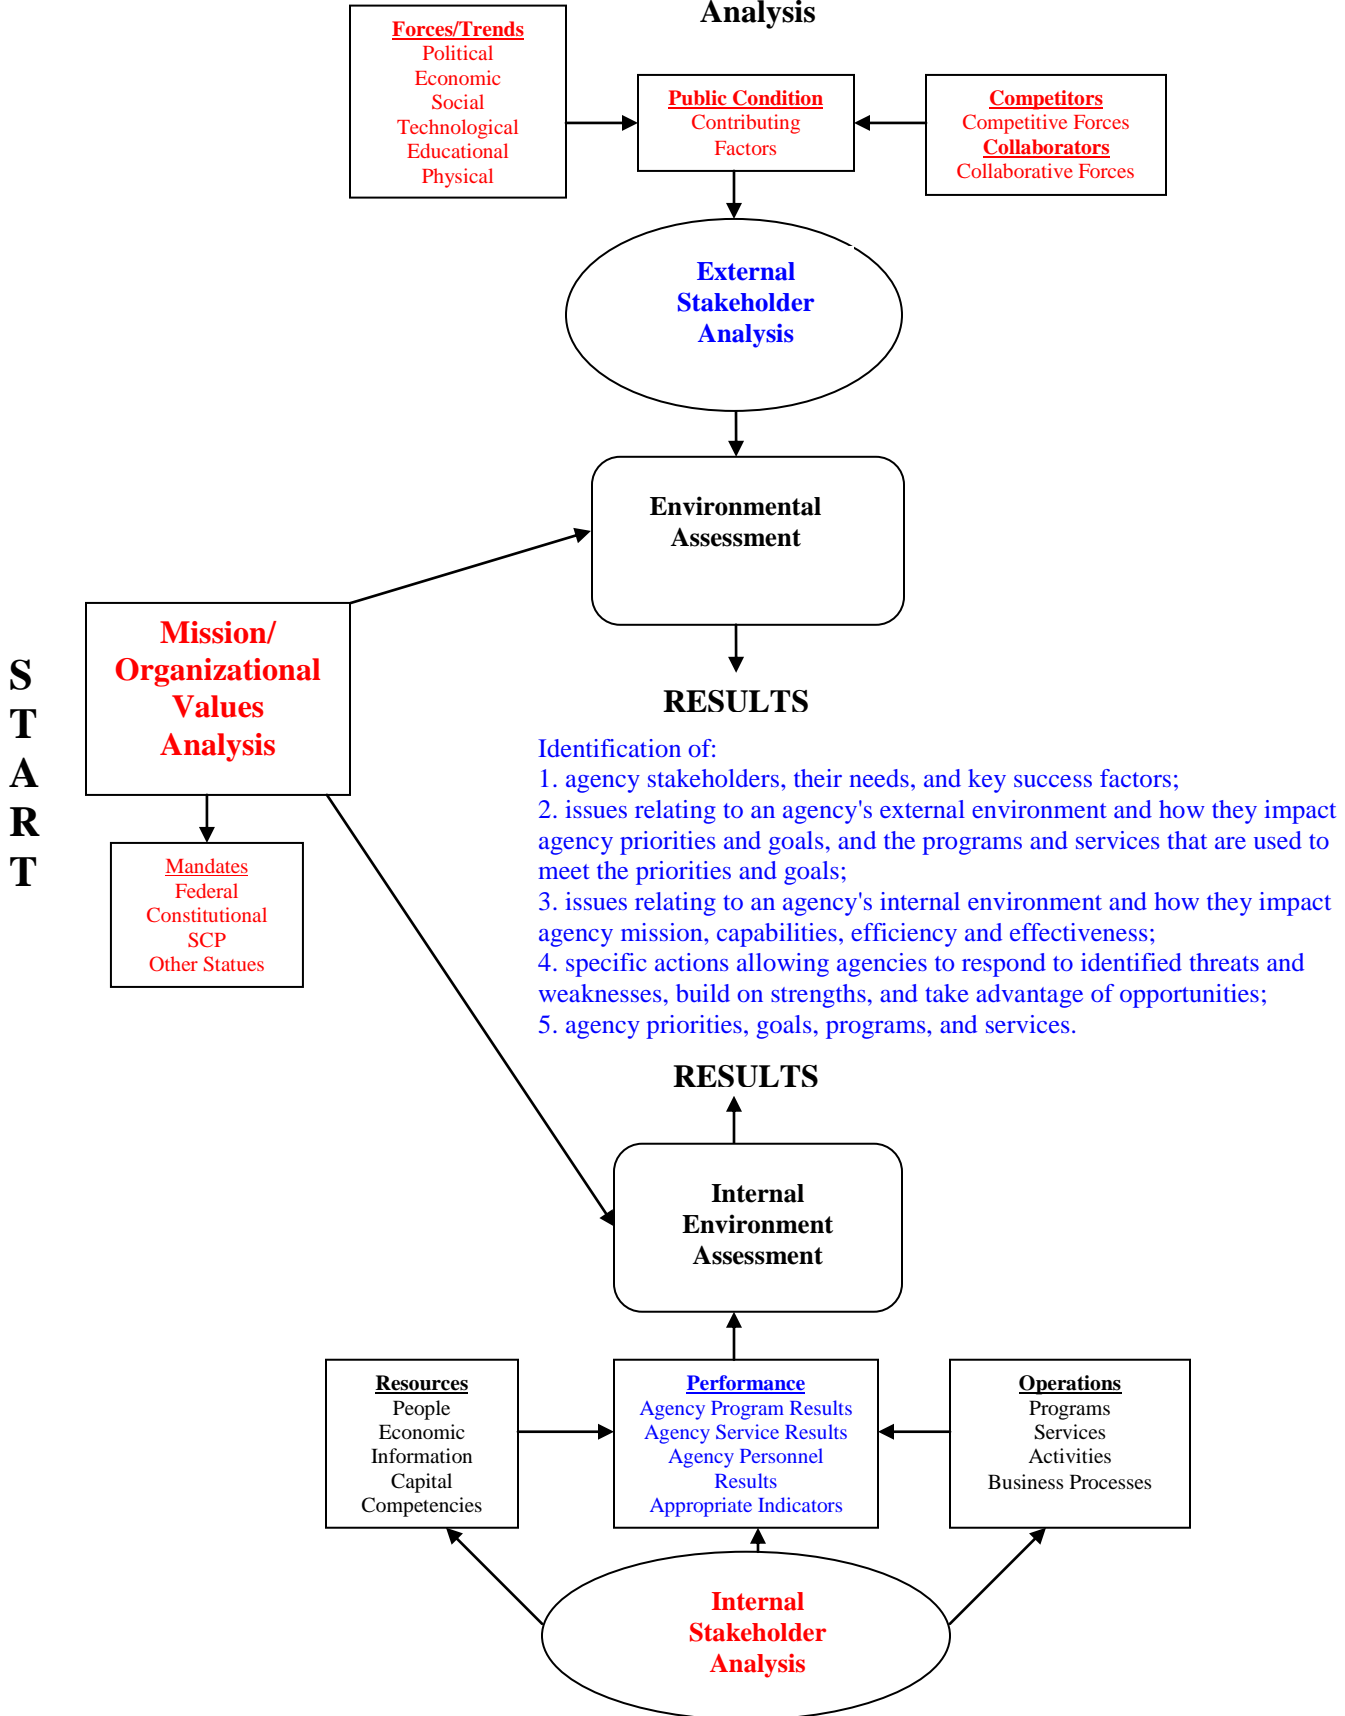 Analysis
Forces/Trends
Political
Economic
Social
Technological
Educational
Physical
Public Condition
Contributing
Factors
Competitors
Competitive Forces
Collaborators
Collaborative Forces
External
Stakeholder
Analysis
Environmental
Assessment
START
Mission/
Organizational
Values
Analysis
Mandates
Federal
Constitutional
SCP
Other Statues
RESULTS
Identification of:
1. agency stakeholders, their needs, and key success factors;
2. issues relating to an agency's external environment and how they impact
agency priorities and goals, and the programs and services that are used to
meet the priorities and goals;
3. issues relating to an agency's internal environment and how they impact
agency mission, capabilities, efficiency and effectiveness;
4. specific actions allowing agencies to respond to identified threats and
weaknesses, build on strengths, and take advantage of opportunities;
5. agency priorities, goals, programs, and services.
RESULTS
Internal
Environment
Assessment
Resources
People
Economic
Information
Capital
Competencies
Performance
Agency Program Results
Agency Service Results
Agency Personnel
Results
Appropriate Indicators
Operations
Programs
Services
Activities
Business Processes
Internal
Stakeholder
Analysis